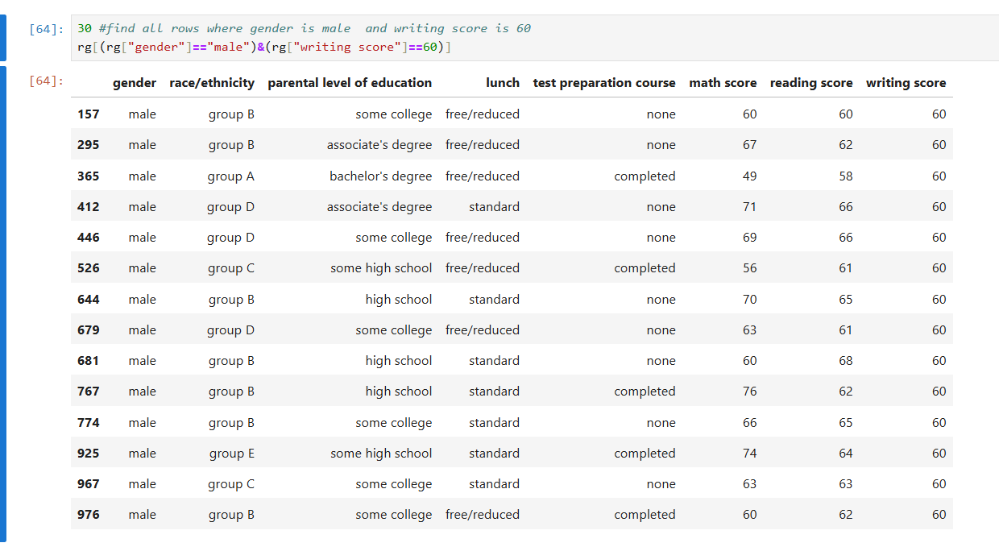 [64]: 30 #find all rows where gender is male  and writing score is 60
rg[(rg["gender"]=="male")&(rg["writing score"]==60)]
[64]: gender race/ethnicity parental level of education lunch test preparation course math score reading score writing score
157 male group B some college free/reduced none 60 60 60
295 male group B associate's degree free/reduced none 67 62 60
365 male group A bachelor's degree free/reduced completed 49 58 60
412 male group D associate's degree standard none 71 66 60
446 male group D some college free/reduced none 69 66 60
526 male group C some high school free/reduced completed 56 61 60
644 male group B high school standard none 70 65 60
679 male group D some college free/reduced none 63 61 60
681 male group B high school standard none 60 68 60
767 male group B high school standard completed 76 62 60
774 male group B some college standard none 66 65 60
925 male group E some high school standard completed 74 64 60
967 male group C some college standard none 63 63 60
976 male group B some college free/reduced completed 60 62 60